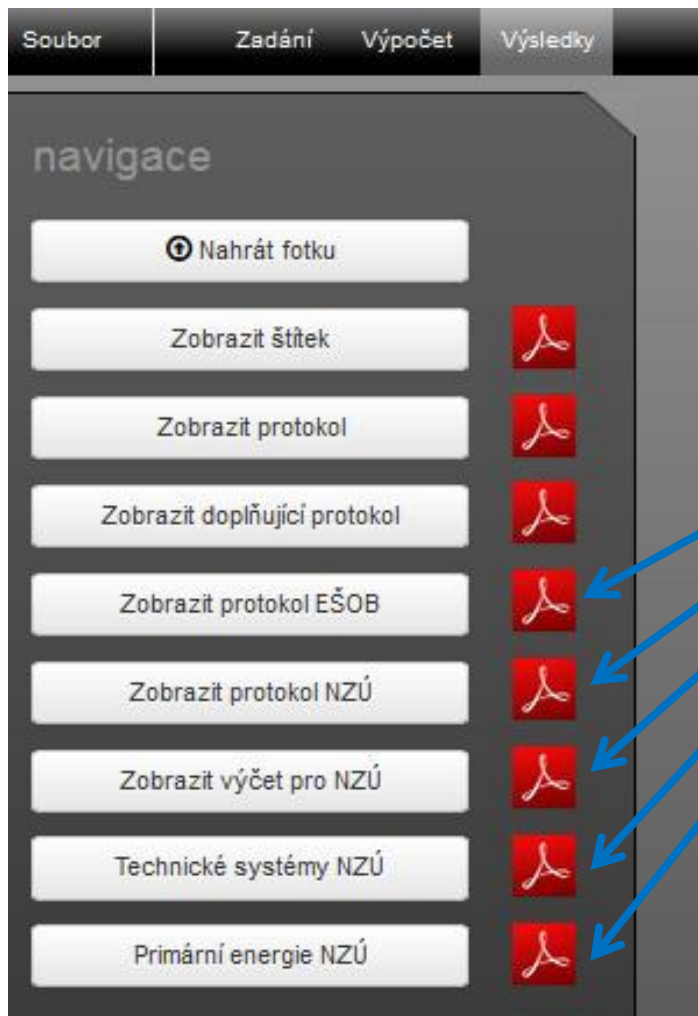 Soubor Zadání Výpočet Výsledky
navigace
Nahrát fotku
Zobrazit štítek
Zobrazit protokol
Zobrazit doplňující protokol
Zobrazit protokol EŠOB
Zobrazit protokol NZÚ
Zobrazit výčet pro NZÚ
Technické systémy NZÚ
Primární energie NZÚ